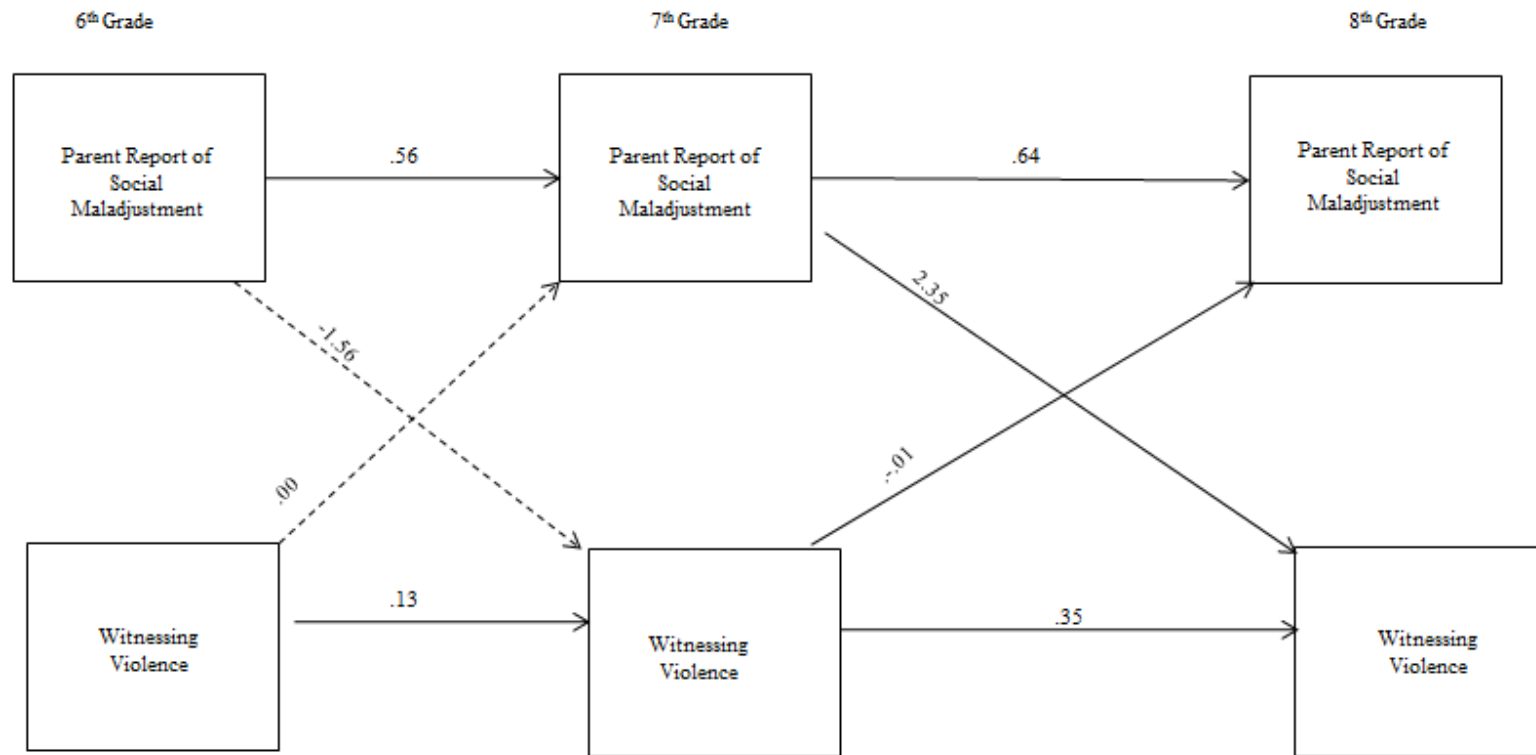 6th Grade
7th Grade
8th Grade
Parent Report of
Social
Maladjustment
.56
Parent Report of
Social
Maladjustment
.64
Parent Report of
Social
Maladjustment
-1.56
2.35
.00
.-.01
Witnessing
Violence
.13
Witnessing
Violence
.35
Witnessing
Violence